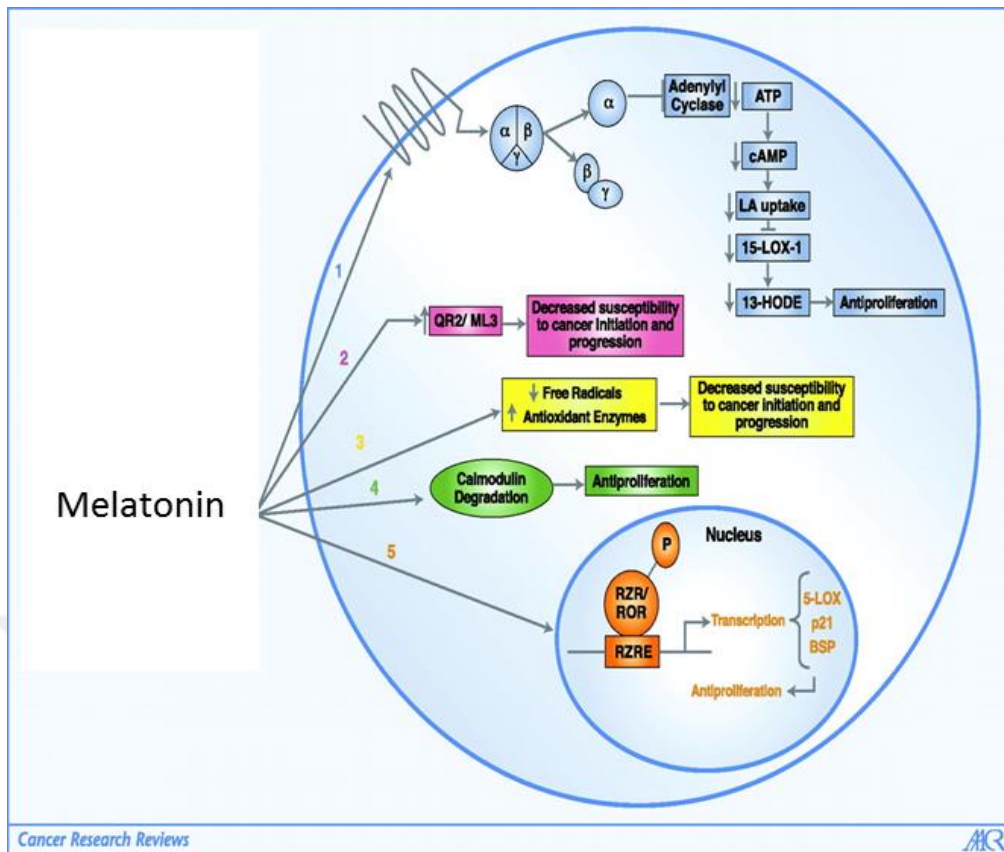 Melatonin
1
2
3
4
5
α
β
γ
α
β
γ
Adenylyl
Cyclase
ATP
cAMP
LA uptake
15-LOX-1
13-HODE
Antiproliferation
QR2/ ML3
Decreased susceptibility
to cancer initiation and
progression
Free Radicals
Antioxidant Enzymes
Decreased susceptibility
to cancer initiation and
progression
Calmodulin
Degradation
Antiproliferation
Nucleus
P
RZR/
ROR
RZRE
Transcription
5-LOX
p21
BSP
Antiproliferation
Cancer Research Reviews
AACR